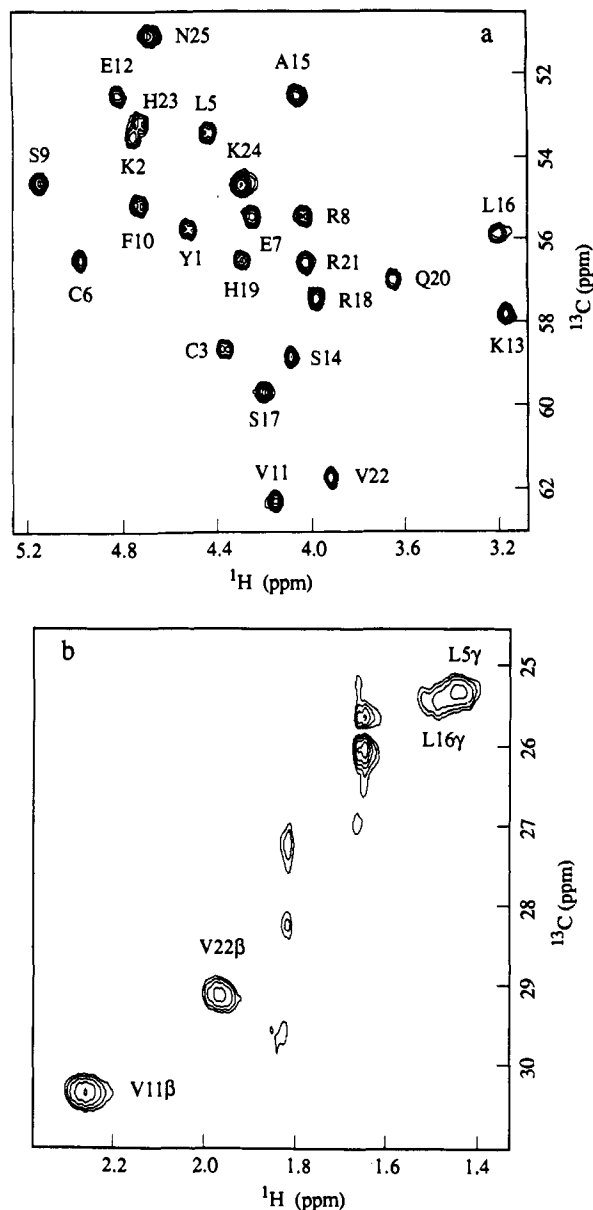 a
N25
E12
A15
H23
L5
S9
K2
K24
L16
F10
R8
Y1
E7
C6
H19
R21
Q20
R18
K13
C3
S14
S17
V11
V22
52
54
56
58
60
62
¹³C (ppm)
5.2 4.8 4.4 4.0 3.6 3.2
¹H (ppm)
b
L5γ
L16γ
V22β
V11β
25
26
27
28
29
30
¹³C (ppm)
2.2 2.0 1.8 1.6 1.4
¹H (ppm)